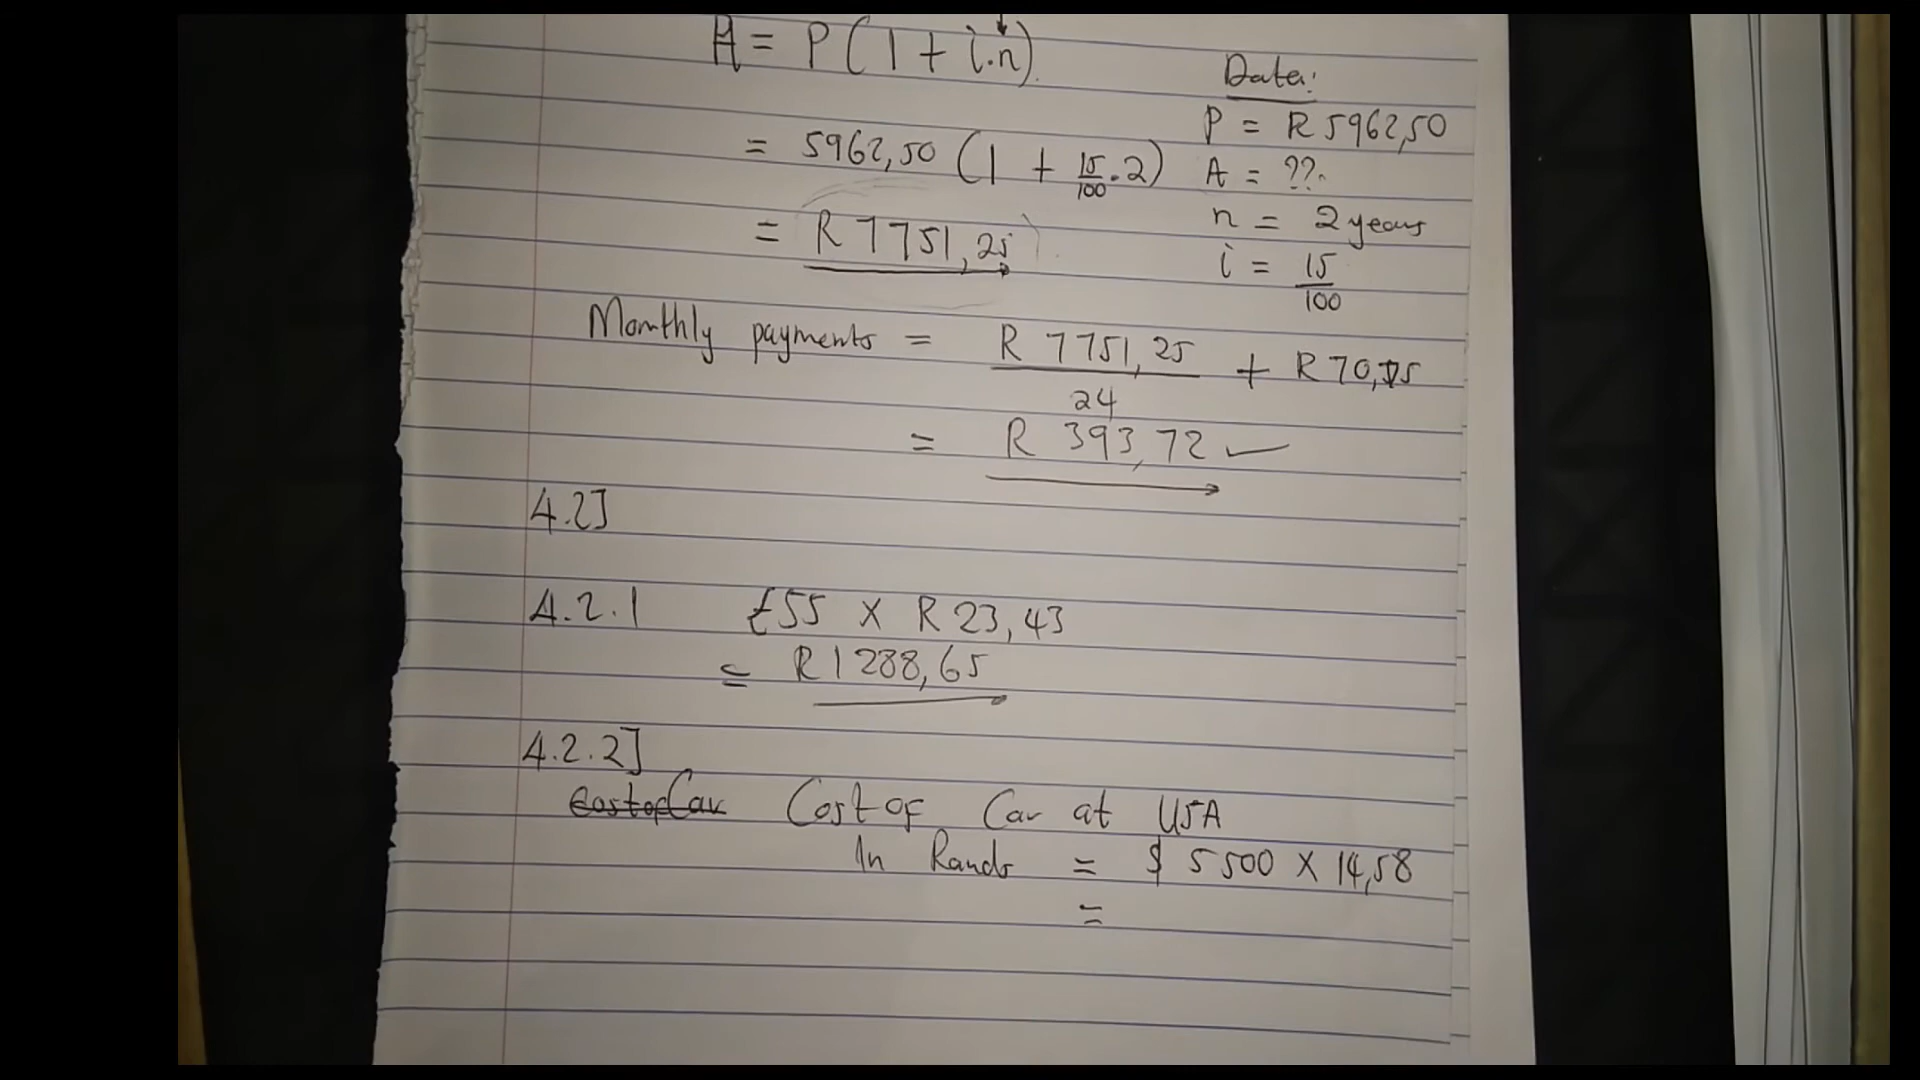 A = P(1 + i.n)
Data:
P = R5962,50
= 5962,50 (1 + 15/100 . 2)
A = ??
n = 2 years
= R7751,25
i = 15/100
Monthly payments = R 7751,25 / 24 + R70,75
= R 393,72 ✓
4.2]
4.2.1 £55 X R23,43
= R1288,65
4.2.2]
Cost of Car Cost of Car at USA
In Rands = $ 5500 X 14,58
=